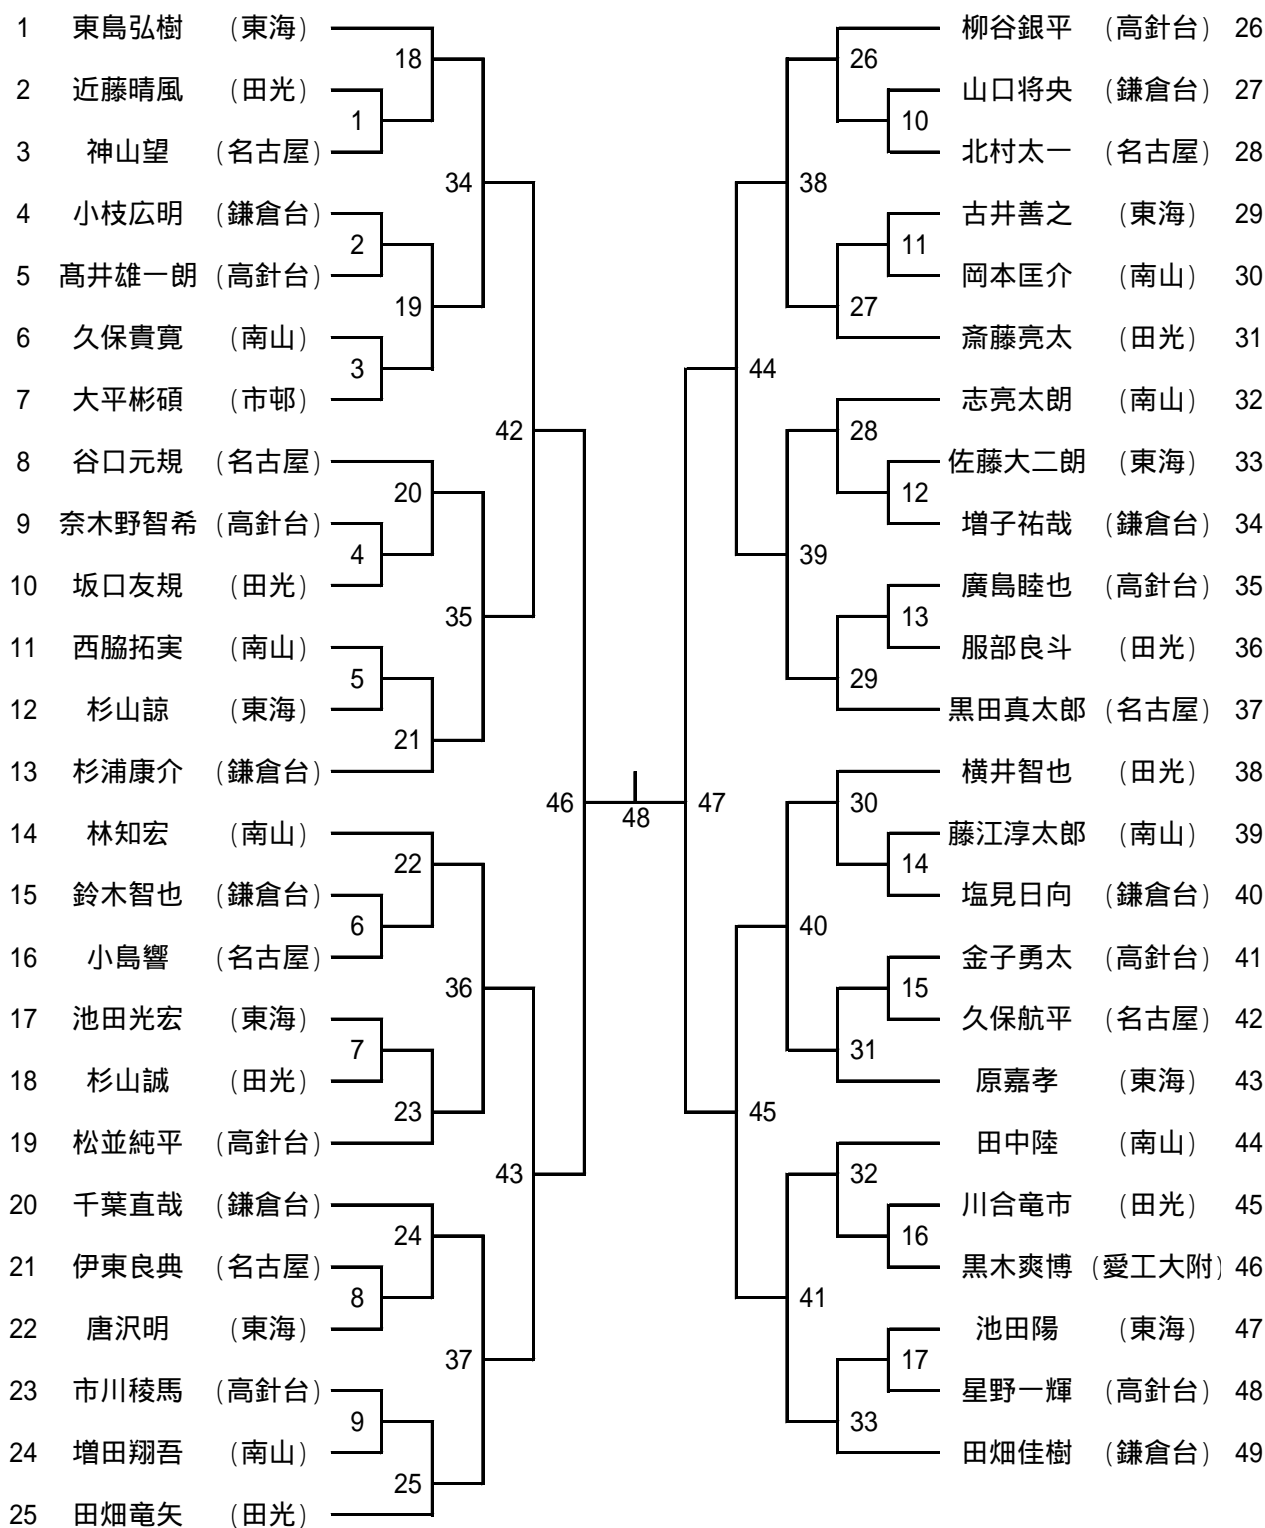 1 東島弘樹 (東海) 柳谷銀平 (高針台) 26
18 26
2 近藤晴風 (田光) 山口将央 (鎌倉台) 27
1 10
3 神山望 (名古屋) 北村太一 (名古屋) 28
34 38
4 小枝広明 (鎌倉台) 古井善之 (東海) 29
2 11
5 髙井雄一朗 (高針台) 岡本匡介 (南山) 30
19 27
6 久保貴寛 (南山) 斎藤亮太 (田光) 31
3 44
7 大平彬碩 (市邨) 志亮太朗 (南山) 32
42 28
8 谷口元規 (名古屋) 佐藤大二朗 (東海) 33
20 12
9 奈木野智希 (高針台) 増子祐哉 (鎌倉台) 34
4 39
10 坂口友規 (田光) 廣島睦也 (高針台) 35
35 13
11 西脇拓実 (南山) 服部良斗 (田光) 36
5 29
12 杉山諒 (東海) 黒田真太郎 (名古屋) 37
21
13 杉浦康介 (鎌倉台) 横井智也 (田光) 38
46 48 47 30
14 林知宏 (南山) 藤江淳太郎 (南山) 39
22 14
15 鈴木智也 (鎌倉台) 塩見日向 (鎌倉台) 40
6 40
16 小島響 (名古屋) 金子勇太 (高針台) 41
36 15
17 池田光宏 (東海) 久保航平 (名古屋) 42
7 31
18 杉山誠 (田光) 原嘉孝 (東海) 43
23 45
19 松並純平 (高針台) 田中陸 (南山) 44
43 32
20 千葉直哉 (鎌倉台) 川合竜市 (田光) 45
24 16
21 伊東良典 (名古屋) 黒木爽博 (愛工大附) 46
8 41
22 唐沢明 (東海) 池田陽 (東海) 47
37 17
23 市川稜馬 (高針台) 星野一輝 (高針台) 48
9 33
24 増田翔吾 (南山) 田畑佳樹 (鎌倉台) 49
25
25 田畑竜矢 (田光)